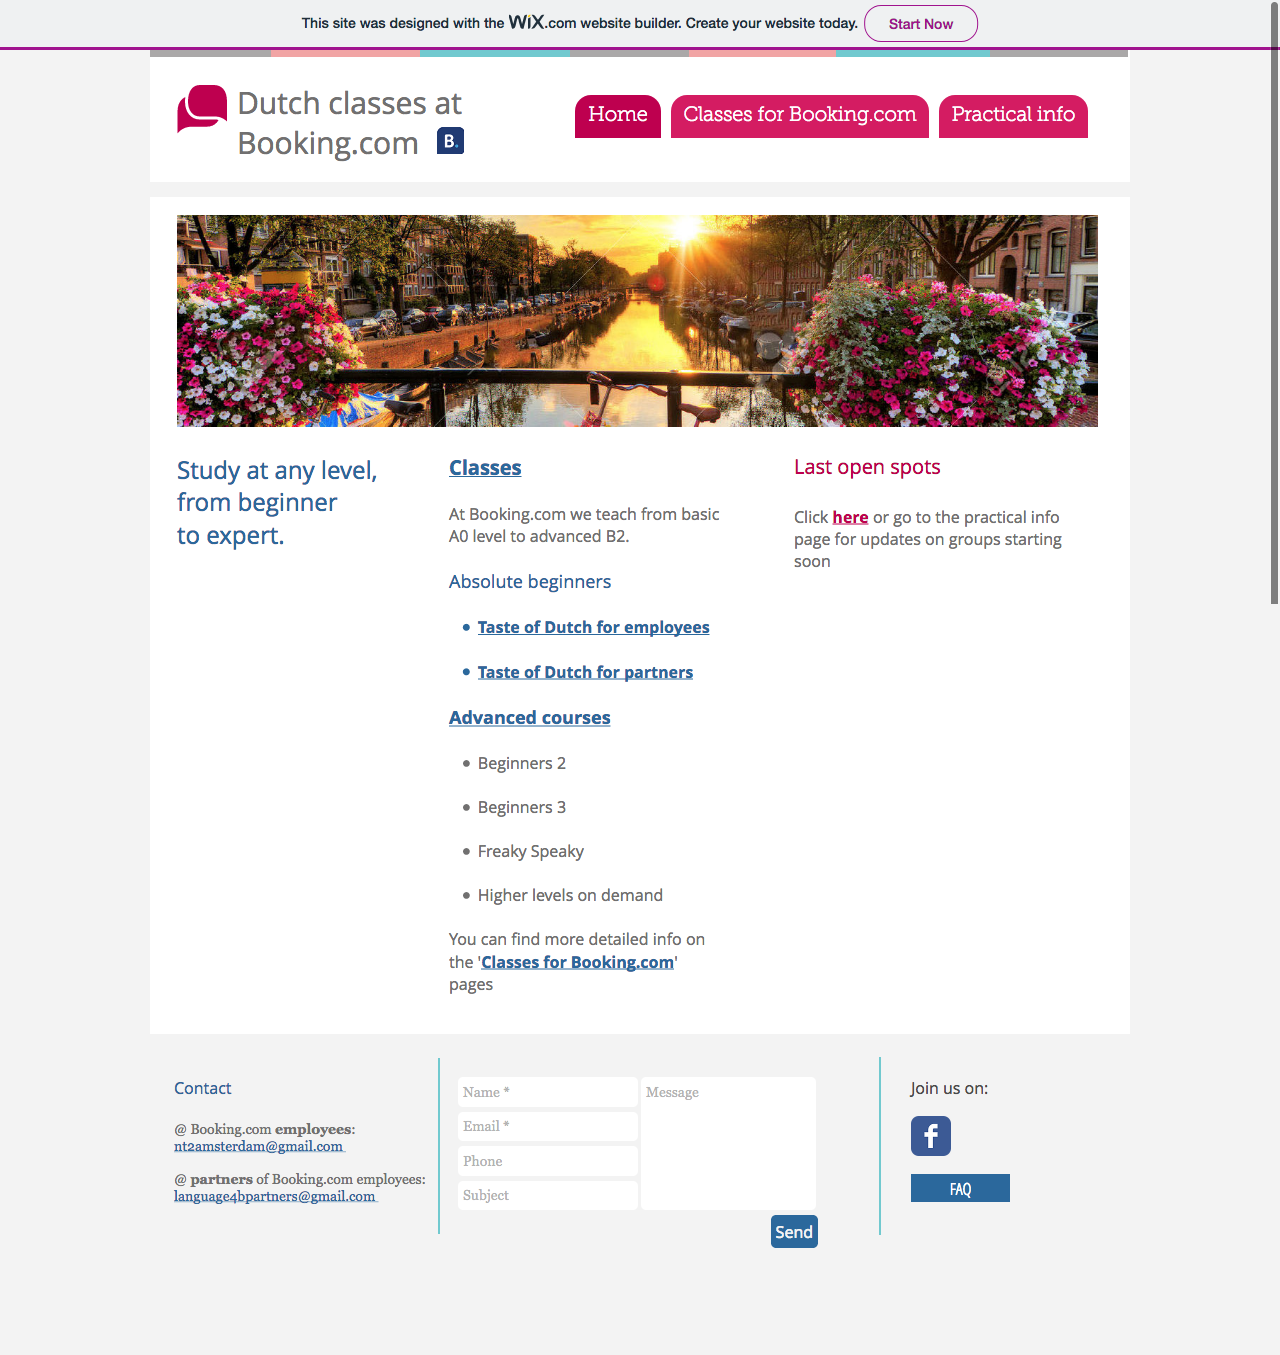 This site was designed with the WiX.com website builder. Create your website today.
Start Now
Dutch classes at
Booking.com
B.
Home
Classes for Booking.com
Practical info
Study at any level,
from beginner
to expert.
Classes
At Booking.com we teach from basic
A0 level to advanced B2.
Absolute beginners
Taste of Dutch for employees
Taste of Dutch for partners
Advanced courses
Beginners 2
Beginners 3
Freaky Speaky
Higher levels on demand
You can find more detailed info on
the 'Classes for Booking.com'
pages
Last open spots
Click here or go to the practical info
page for updates on groups starting
soon
Contact
@ Booking.com employees:
nt2amsterdam@gmail.com
@ partners of Booking.com employees:
language4bpartners@gmail.com
Name *
Email *
Phone
Subject
Message
Send
Join us on:
f
FAQ